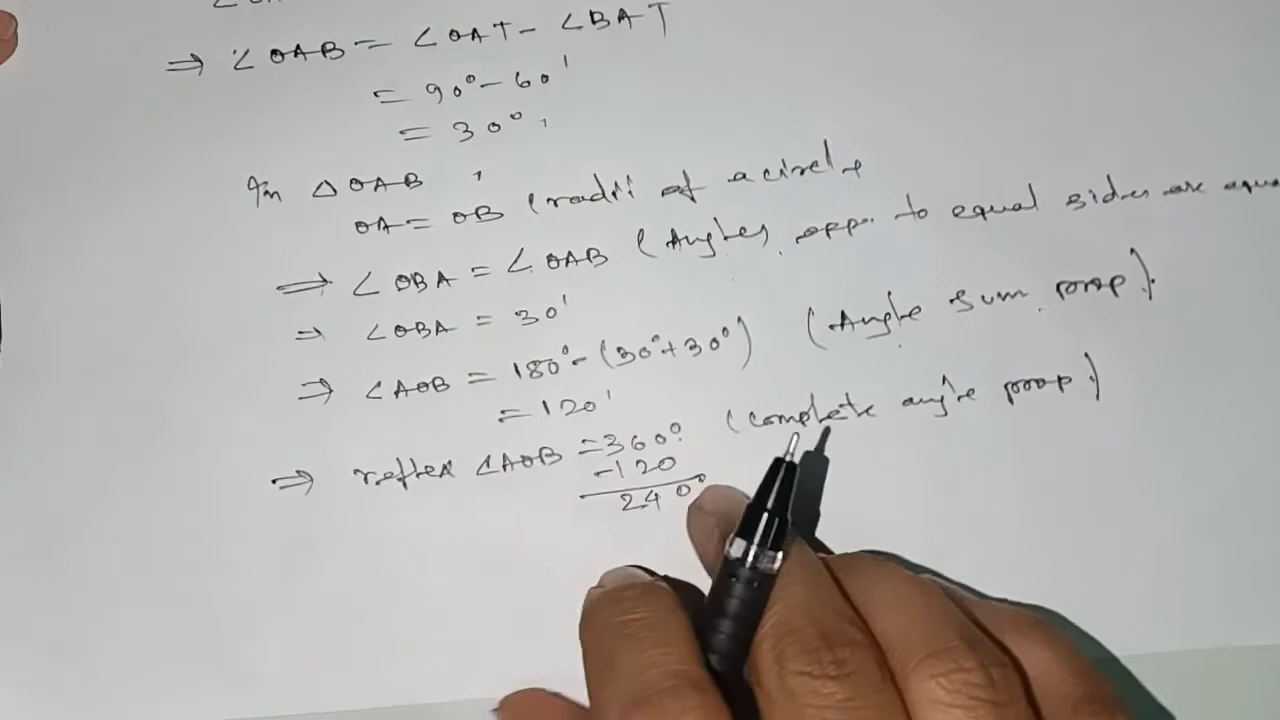 ⇒ ∠OAB = ∠OAT - ∠BAT
= 90° - 60'
= 30°,
In △OAB,
OA = OB (radii of a circle
⇒ ∠OBA = ∠OAB (Angles oppo. to equal sides are equa
⇒ ∠OBA = 30'
⇒ ∠AOB = 180° - (30° + 30°) (Angle sum prop).
= 120'
⇒ reflex ∠AOB = 360° (complete angle prop)
-120
240°